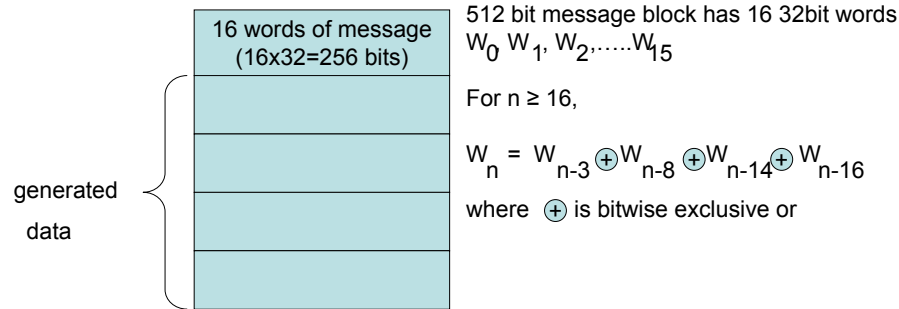 16 words of message
(16x32=256 bits)
512 bit message block has 16 32bit words
W0, W1, W2,…..W15
For n ≥ 16,
Wn = Wn-3 ⊕ Wn-8 ⊕ Wn-14 ⊕ Wn-16
where ⊕ is bitwise exclusive or
generated
data